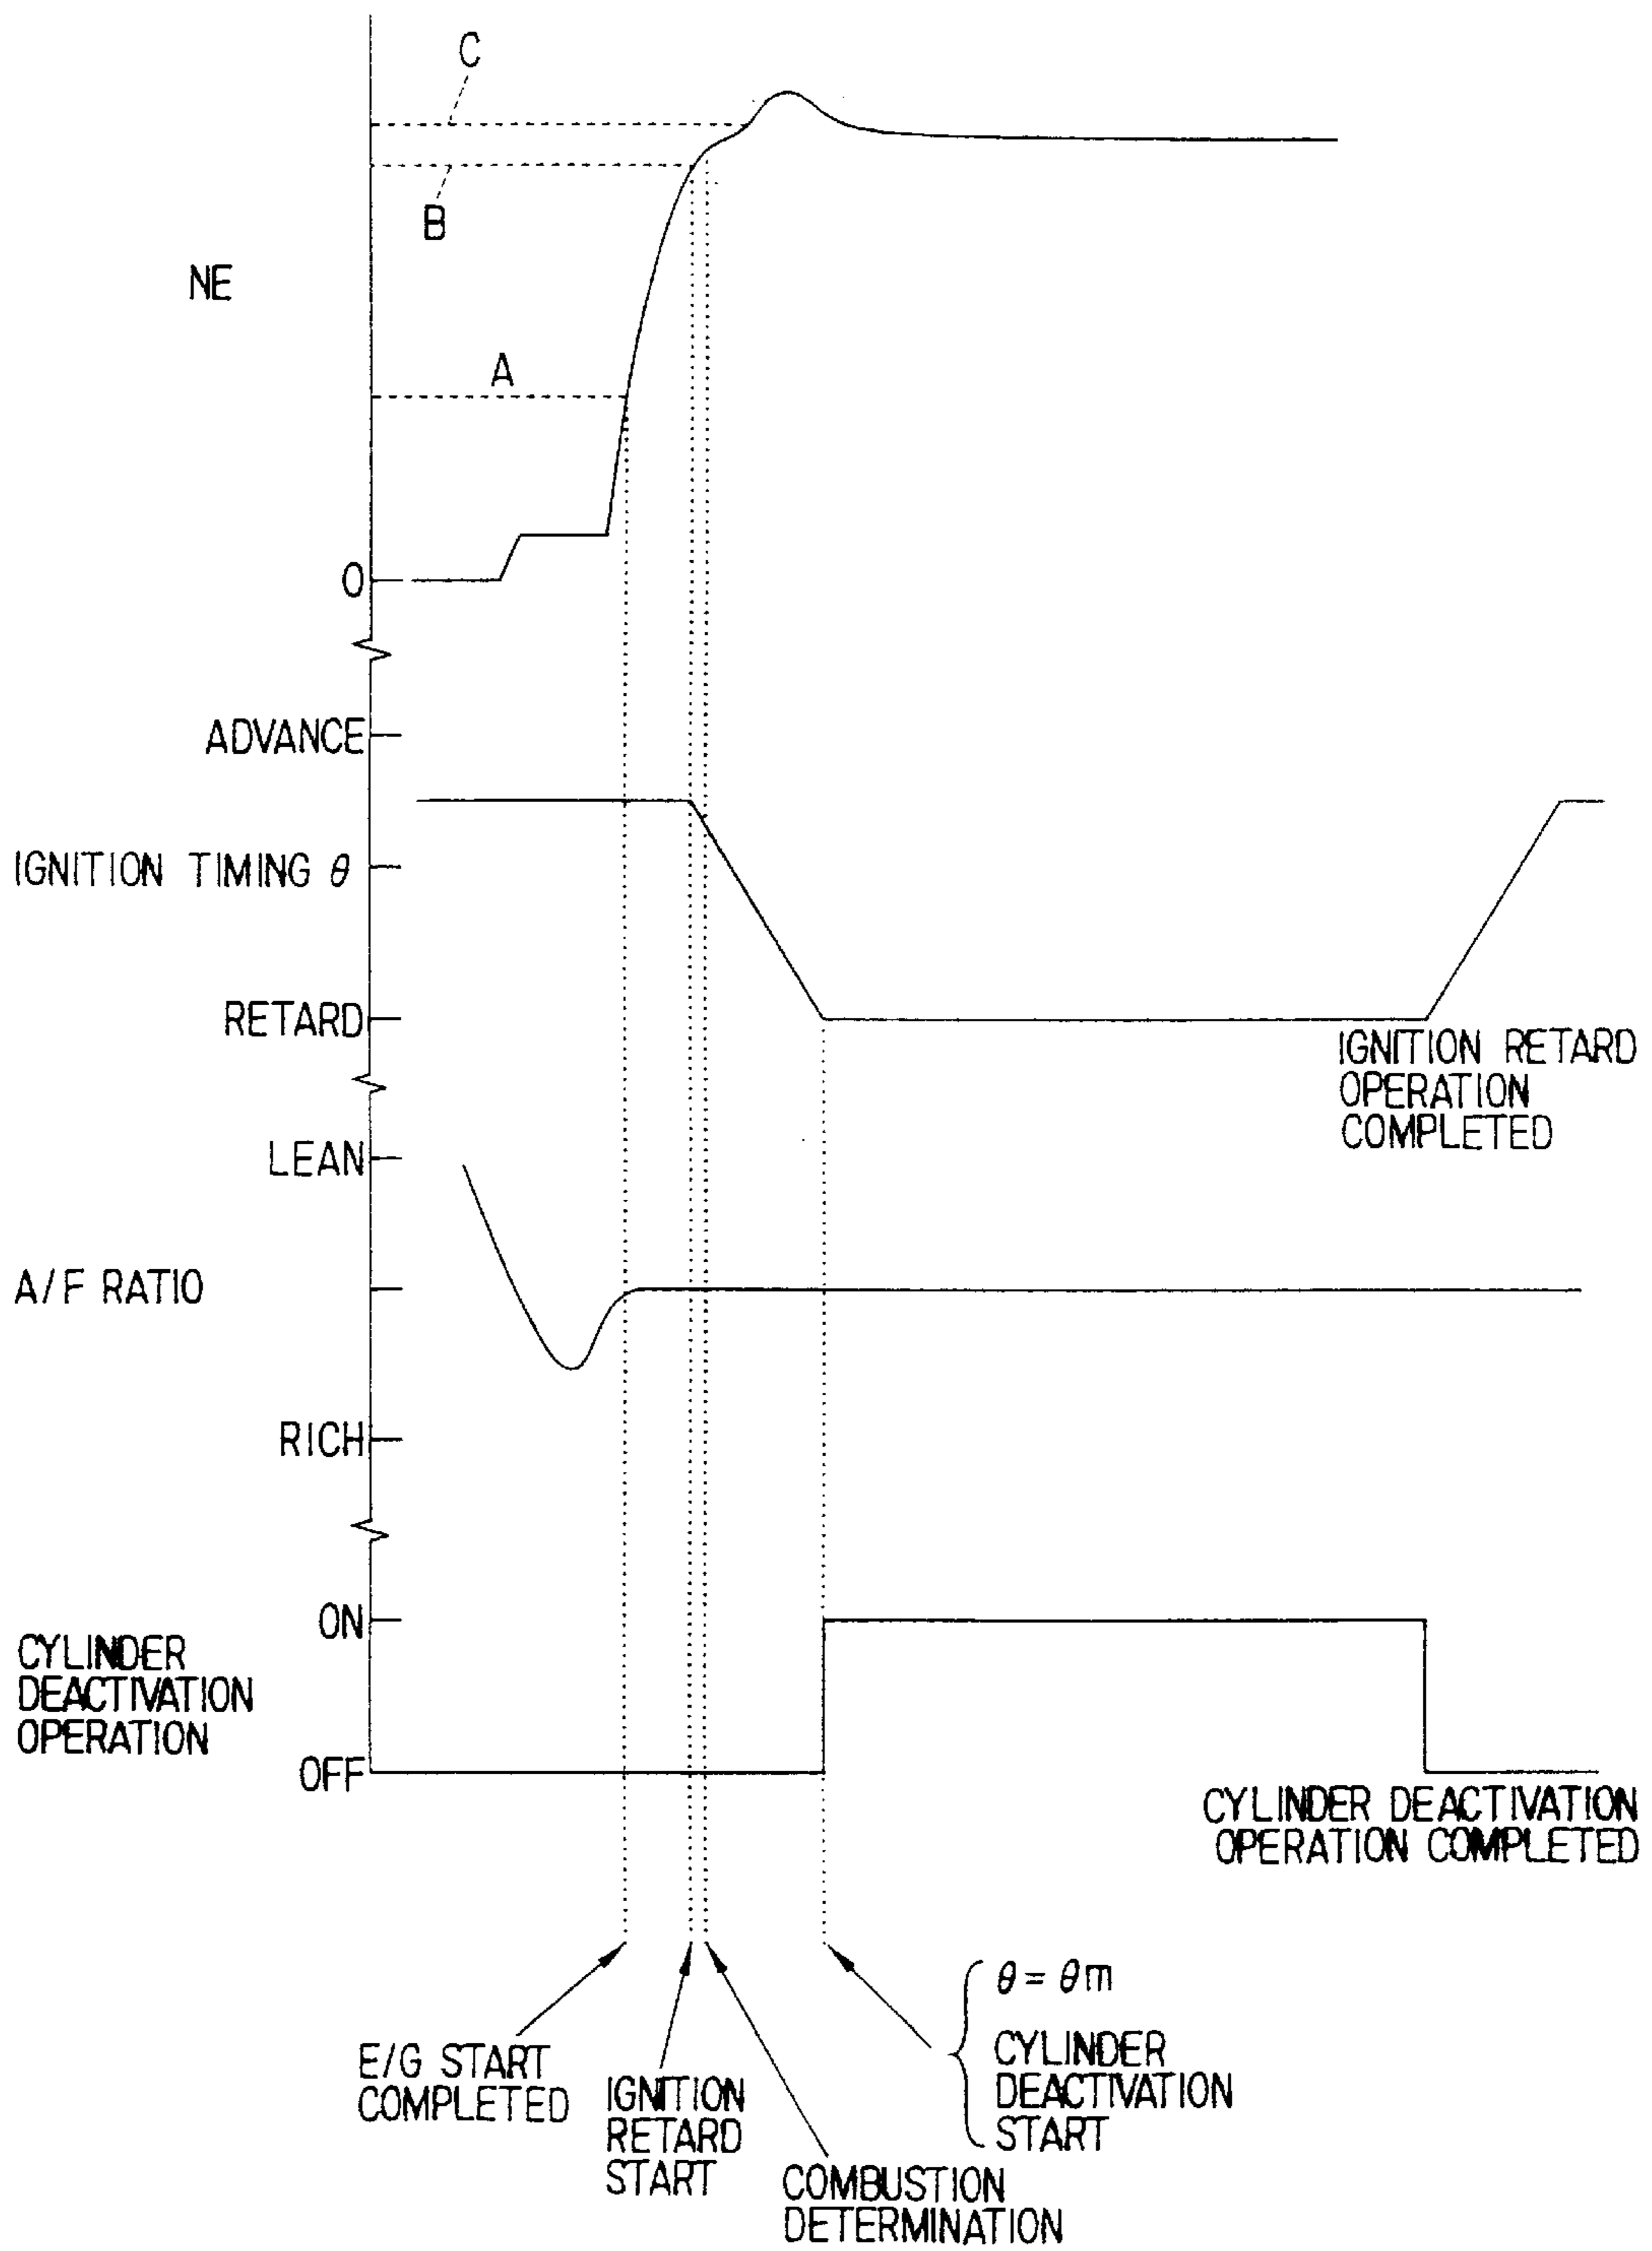 C
B
NE
A
0
ADVANCE
IGNITION TIMING θ
RETARD
IGNITION RETARD
OPERATION
COMPLETED
LEAN
A/F RATIO
RICH
ON
CYLINDER
DEACTIVATION
OPERATION
OFF
CYLINDER DEACTIVATION
OPERATION COMPLETED
θ = θm
CYLINDER
DEACTIVATION
START
E/G START
COMPLETED
IGNITION
RETARD
START
COMBUSTION
DETERMINATION